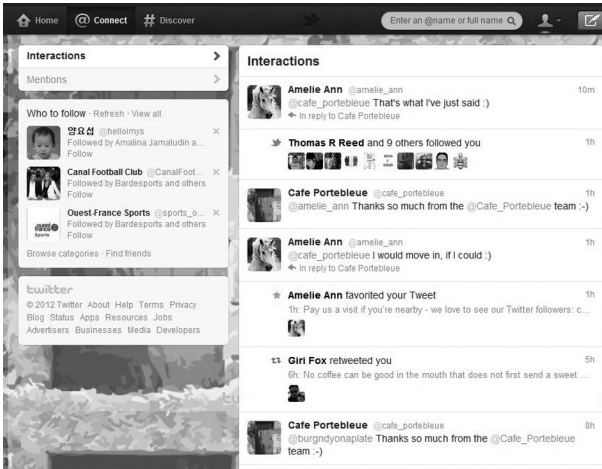 Home
@ Connect
# Discover
Enter an @name or full name
Interactions
Mentions
Who to follow · Refresh · View all
양요섭 @helloimys
Followed by Amalina Jamaludin a...
Follow
Canal Football Club @CanalFoot...
Followed by Bardesports and others
Follow
Ouest-France Sports @sports_o...
Followed by Bardesports and others
Follow
Browse categories · Find friends
twitter
© 2012 Twitter About Help Terms Privacy
Blog Status Apps Resources Jobs
Advertisers Businesses Media Developers
Interactions
Amelie Ann @amelie_ann 10m
@cafe_portebleue That's what I've just said :)
In reply to Cafe Portebleue
Thomas R Reed and 9 others followed you 1h
Cafe Portebleue @cafe_portebleue 1h
@amelie_ann Thanks so much from the @Cafe_Portebleue team :-)
Amelie Ann @amelie_ann 1h
@cafe_portebleue I would move in, if I could :)
In reply to Cafe Portebleue
Amelie Ann favorited your Tweet 1h
1h: Pay us a visit if you're nearby - we love to see our Twitter followers: c...
Giri Fox retweeted you 5h
6h: No coffee can be good in the mouth that does not first send a sweet ...
Cafe Portebleue @cafe_portebleue 8h
@burgndyonaplate Thanks so much from the @Cafe_Portebleue
team :-)